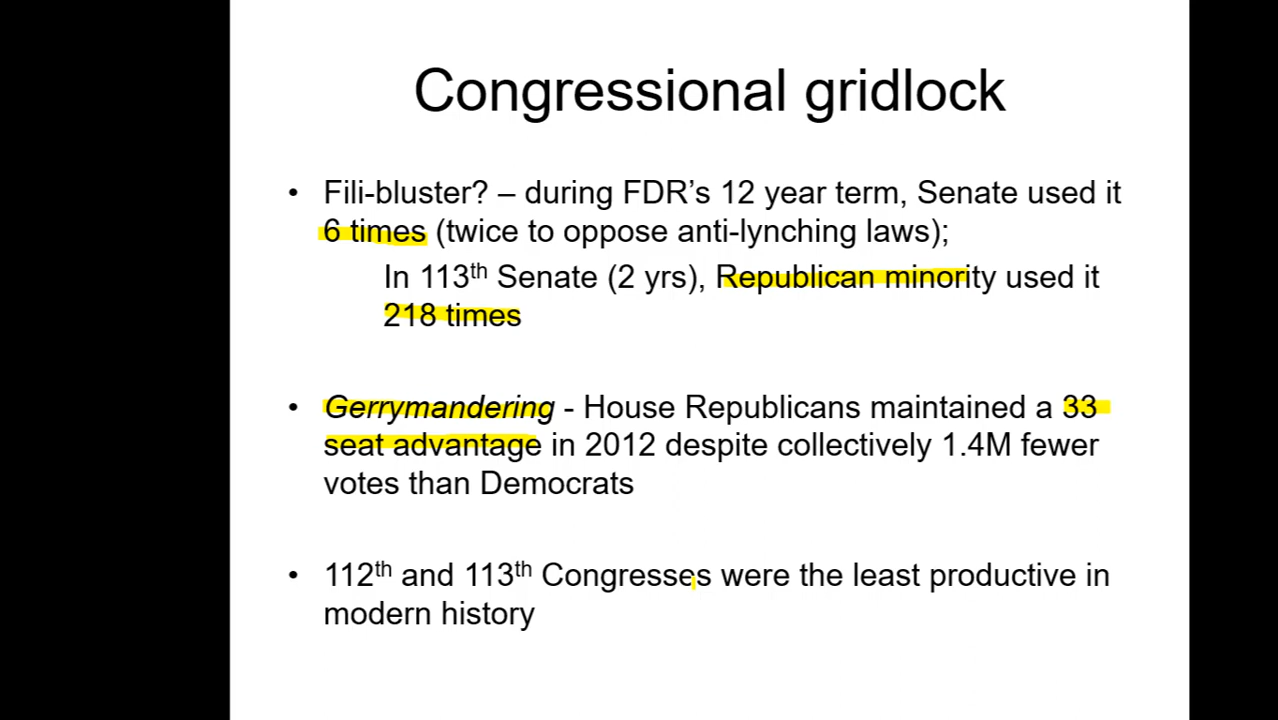 Congressional gridlock
• Fili-bluster? – during FDR’s 12 year term, Senate used it
6 times (twice to oppose anti-lynching laws);
In 113th Senate (2 yrs), Republican minority used it
218 times
• Gerrymandering - House Republicans maintained a 33
seat advantage in 2012 despite collectively 1.4M fewer
votes than Democrats
• 112th and 113th Congresses were the least productive in
modern history